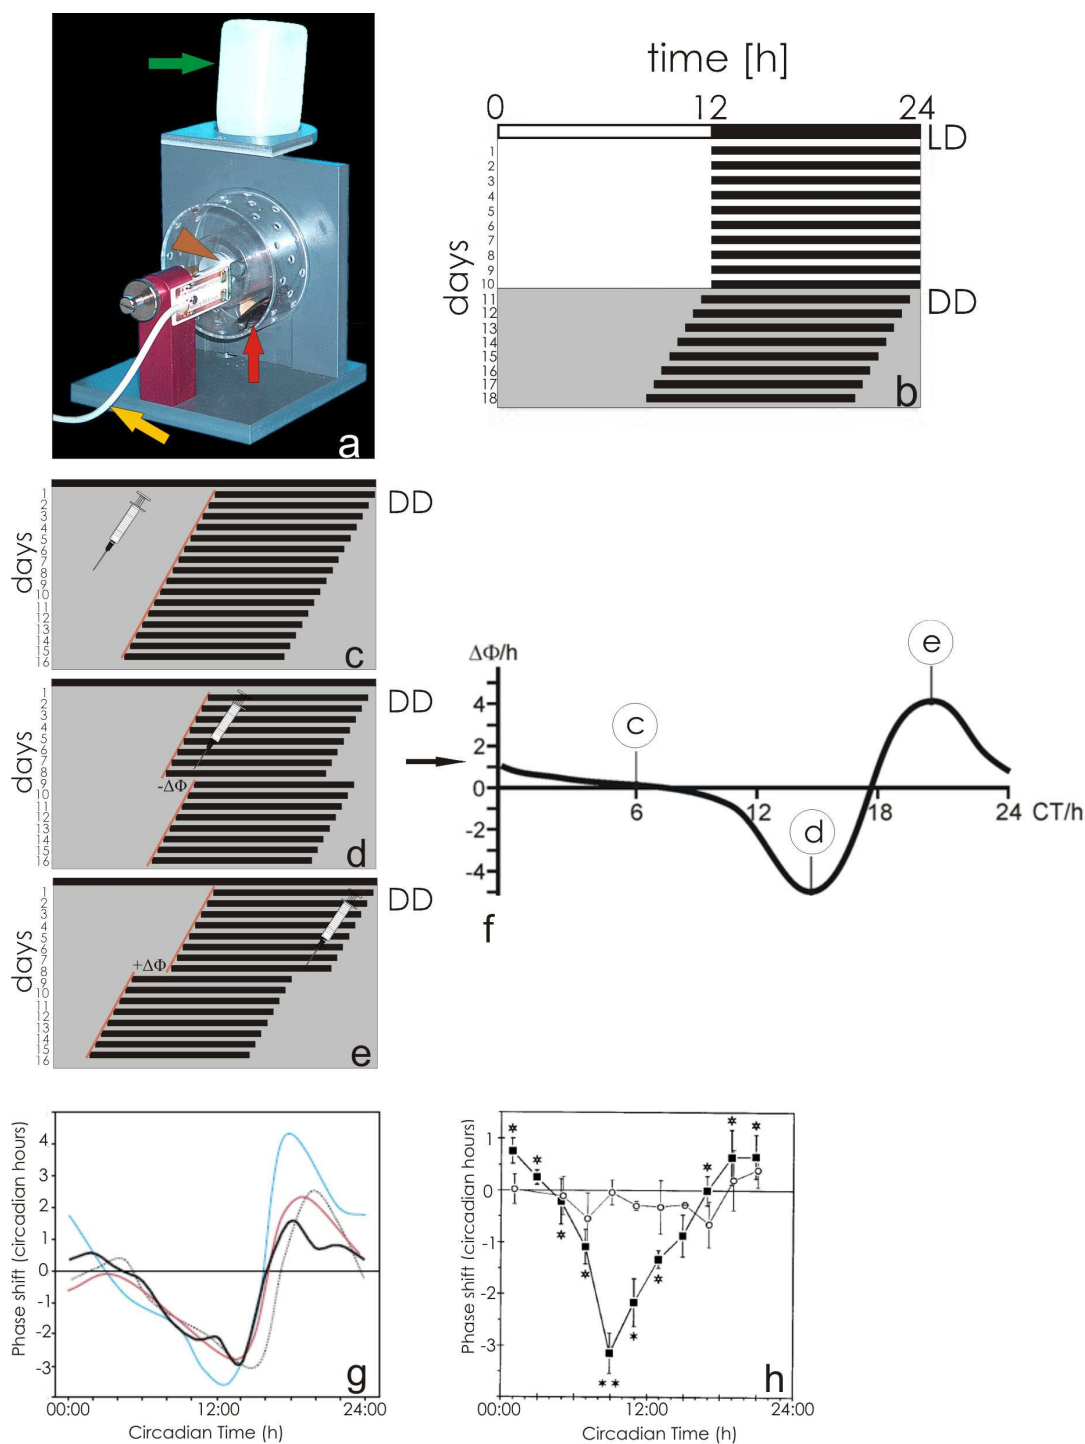 a
time [h]
0 12 24
LD
days
1
2
3
4
5
6
7
8
9
10
11
12
13
14
15
16
17
18
DD
b
days
1
2
3
4
5
6
7
8
9
10
11
12
13
14
15
16
DD
c
days
1
2
3
4
5
6
7
8
9
10
11
12
13
14
15
16
DD
-ΔΦ
d
days
1
2
3
4
5
6
7
8
9
10
11
12
13
14
15
16
DD
+ΔΦ
e
ΔΦ/h
4
2
0
-2
-4
6 12 18 24 CT/h
c
d
e
f
Phase shift (circadian hours)
4
3
2
1
0
-1
-2
-3
00:00 12:00 24:00
Circadian Time (h)
g
Phase shift (circadian hours)
1
0
-1
-2
-3
00:00 12:00 24:00
Circadian Time (h)
h